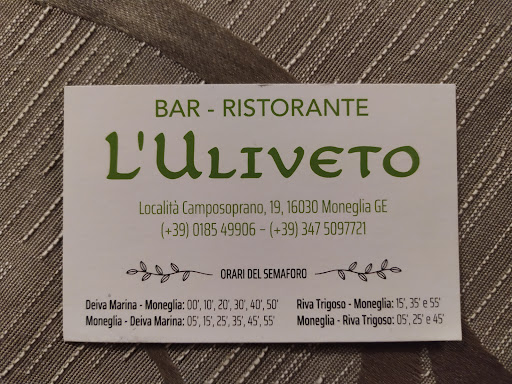 BAR - RISTORANTE
L'ULIVETO
Località Camposoprano, 19, 16030 Moneglia GE
(+39) 0185 49906 – (+39) 347 5097721
ORARI DEL SEMAFORO
Deiva Marina - Moneglia: 00', 10', 20', 30', 40', 50'
Moneglia - Deiva Marina: 05', 15', 25', 35', 45', 55'
Riva Trigoso - Moneglia: 15', 35' e 55'
Moneglia - Riva Trigoso: 05', 25' e 45'